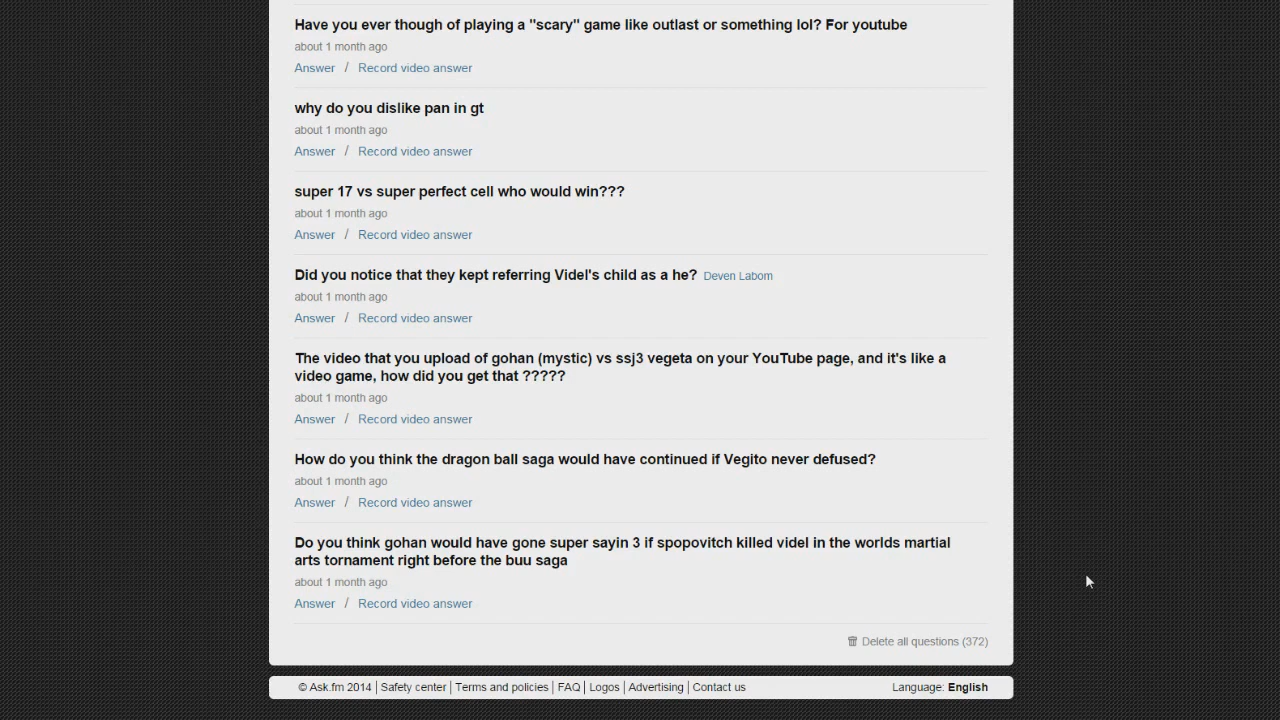 Have you ever though of playing a "scary" game like outlast or something lol? For youtube
about 1 month ago
Answer / Record video answer
why do you dislike pan in gt
about 1 month ago
Answer / Record video answer
super 17 vs super perfect cell who would win???
about 1 month ago
Answer / Record video answer
Did you notice that they kept referring Videl's child as a he? Deven Labom
about 1 month ago
Answer / Record video answer
The video that you upload of gohan (mystic) vs ssj3 vegeta on your YouTube page, and it's like a
video game, how did you get that ?????
about 1 month ago
Answer / Record video answer
How do you think the dragon ball saga would have continued if Vegito never defused?
about 1 month ago
Answer / Record video answer
Do you think gohan would have gone super sayin 3 if spopovitch killed videl in the worlds martial
arts tornament right before the buu saga
about 1 month ago
Answer / Record video answer
Delete all questions (372)
© Ask.fm 2014 | Safety center | Terms and policies | FAQ | Logos | Advertising | Contact us Language: English